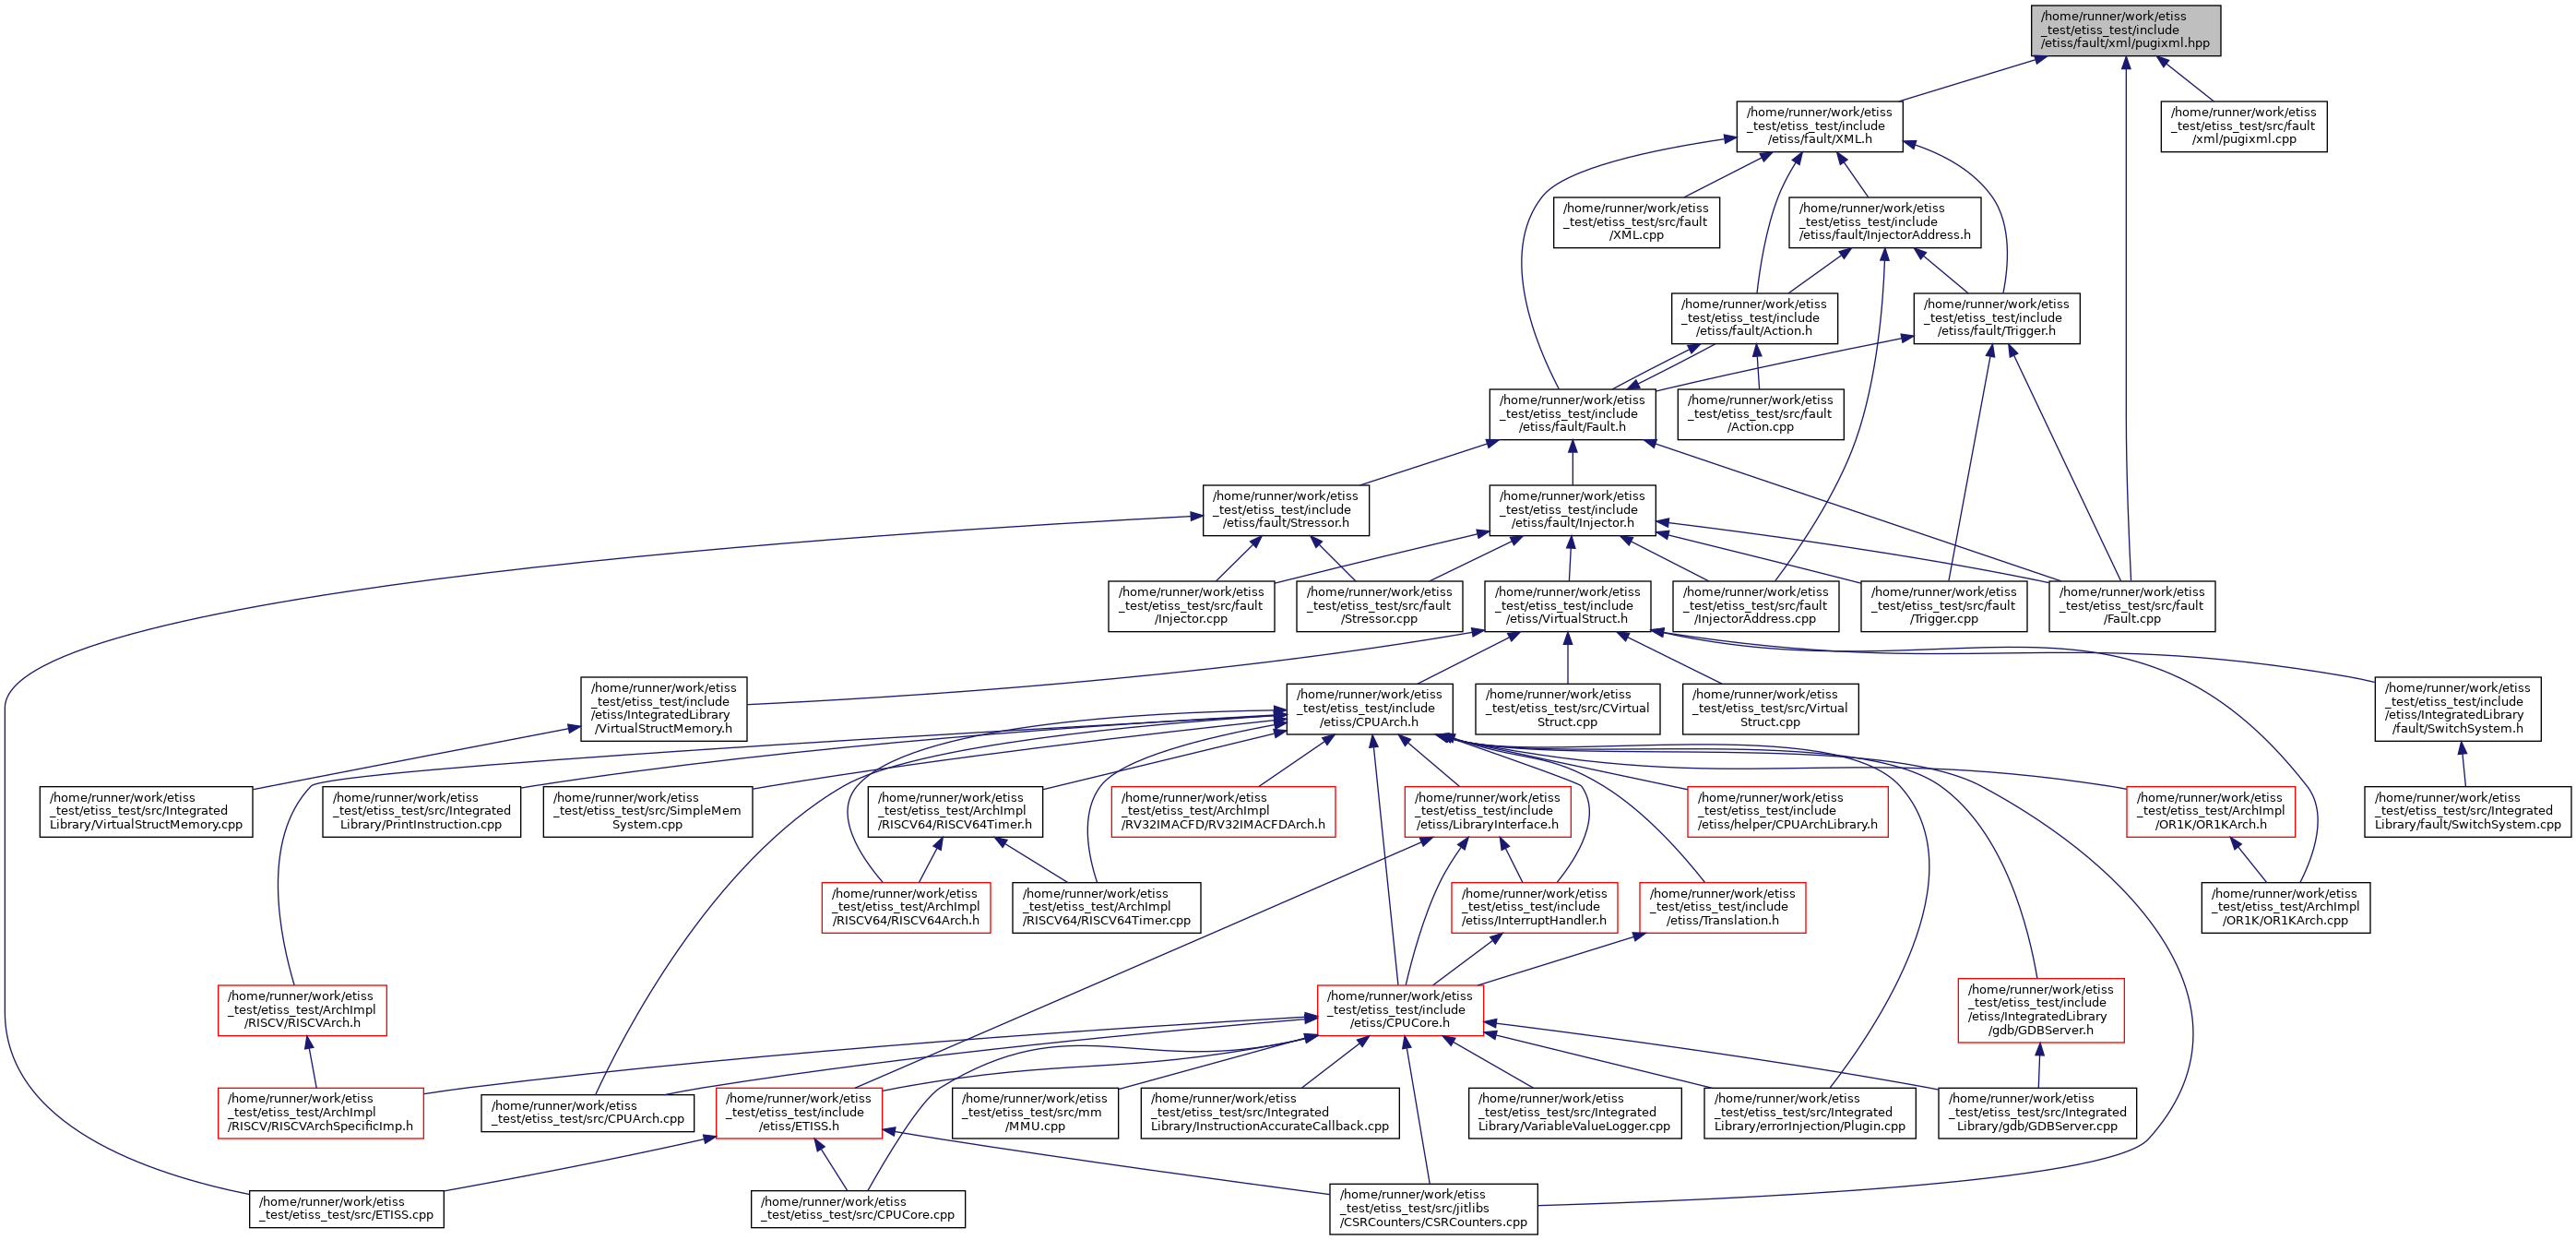 /home/runner/work/etiss
_test/etiss_test/include
/etiss/fault/xml/pugixml.hpp
/home/runner/work/etiss
_test/etiss_test/include
/etiss/fault/XML.h
/home/runner/work/etiss
_test/etiss_test/src/fault
/xml/pugixml.cpp
/home/runner/work/etiss
_test/etiss_test/src/fault
/XML.cpp
/home/runner/work/etiss
_test/etiss_test/include
/etiss/fault/InjectorAddress.h
/home/runner/work/etiss
_test/etiss_test/include
/etiss/fault/Action.h
/home/runner/work/etiss
_test/etiss_test/include
/etiss/fault/Trigger.h
/home/runner/work/etiss
_test/etiss_test/include
/etiss/fault/Fault.h
/home/runner/work/etiss
_test/etiss_test/src/fault
/Action.cpp
/home/runner/work/etiss
_test/etiss_test/include
/etiss/fault/Stressor.h
/home/runner/work/etiss
_test/etiss_test/include
/etiss/fault/Injector.h
/home/runner/work/etiss
_test/etiss_test/src/fault
/Injector.cpp
/home/runner/work/etiss
_test/etiss_test/src/fault
/Stressor.cpp
/home/runner/work/etiss
_test/etiss_test/include
/etiss/VirtualStruct.h
/home/runner/work/etiss
_test/etiss_test/src/fault
/InjectorAddress.cpp
/home/runner/work/etiss
_test/etiss_test/src/fault
/Trigger.cpp
/home/runner/work/etiss
_test/etiss_test/src/fault
/Fault.cpp
/home/runner/work/etiss
_test/etiss_test/include
/etiss/IntegratedLibrary
/VirtualStructMemory.h
/home/runner/work/etiss
_test/etiss_test/include
/etiss/CPUArch.h
/home/runner/work/etiss
_test/etiss_test/src/CVirtual
Struct.cpp
/home/runner/work/etiss
_test/etiss_test/src/Virtual
Struct.cpp
/home/runner/work/etiss
_test/etiss_test/include
/etiss/IntegratedLibrary
/fault/SwitchSystem.h
/home/runner/work/etiss
_test/etiss_test/src/Integrated
Library/VirtualStructMemory.cpp
/home/runner/work/etiss
_test/etiss_test/src/Integrated
Library/PrintInstruction.cpp
/home/runner/work/etiss
_test/etiss_test/src/SimpleMem
System.cpp
/home/runner/work/etiss
_test/etiss_test/ArchImpl
/RISCV64/RISCV64Timer.h
/home/runner/work/etiss
_test/etiss_test/ArchImpl
/RV32IMACFD/RV32IMACFDArch.h
/home/runner/work/etiss
_test/etiss_test/include
/etiss/LibraryInterface.h
/home/runner/work/etiss
_test/etiss_test/include
/etiss/helper/CPUArchLibrary.h
/home/runner/work/etiss
_test/etiss_test/ArchImpl
/OR1K/OR1KArch.h
/home/runner/work/etiss
_test/etiss_test/src/Integrated
Library/fault/SwitchSystem.cpp
/home/runner/work/etiss
_test/etiss_test/ArchImpl
/RISCV64/RISCV64Arch.h
/home/runner/work/etiss
_test/etiss_test/ArchImpl
/RISCV64/RISCV64Timer.cpp
/home/runner/work/etiss
_test/etiss_test/include
/etiss/InterruptHandler.h
/home/runner/work/etiss
_test/etiss_test/include
/etiss/Translation.h
/home/runner/work/etiss
_test/etiss_test/ArchImpl
/OR1K/OR1KArch.cpp
/home/runner/work/etiss
_test/etiss_test/ArchImpl
/RISCV/RISCVArch.h
/home/runner/work/etiss
_test/etiss_test/include
/etiss/CPUCore.h
/home/runner/work/etiss
_test/etiss_test/include
/etiss/IntegratedLibrary
/gdb/GDBServer.h
/home/runner/work/etiss
_test/etiss_test/ArchImpl
/RISCV/RISCVArchSpecificImp.h
/home/runner/work/etiss
_test/etiss_test/src/CPUArch.cpp
/home/runner/work/etiss
_test/etiss_test/include
/etiss/ETISS.h
/home/runner/work/etiss
_test/etiss_test/src/mm
/MMU.cpp
/home/runner/work/etiss
_test/etiss_test/src/Integrated
Library/InstructionAccurateCallback.cpp
/home/runner/work/etiss
_test/etiss_test/src/Integrated
Library/VariableValueLogger.cpp
/home/runner/work/etiss
_test/etiss_test/src/Integrated
Library/errorInjection/Plugin.cpp
/home/runner/work/etiss
_test/etiss_test/src/Integrated
Library/gdb/GDBServer.cpp
/home/runner/work/etiss
_test/etiss_test/src/ETISS.cpp
/home/runner/work/etiss
_test/etiss_test/src/CPUCore.cpp
/home/runner/work/etiss
_test/etiss_test/src/jitlibs
/CSRCounters/CSRCounters.cpp